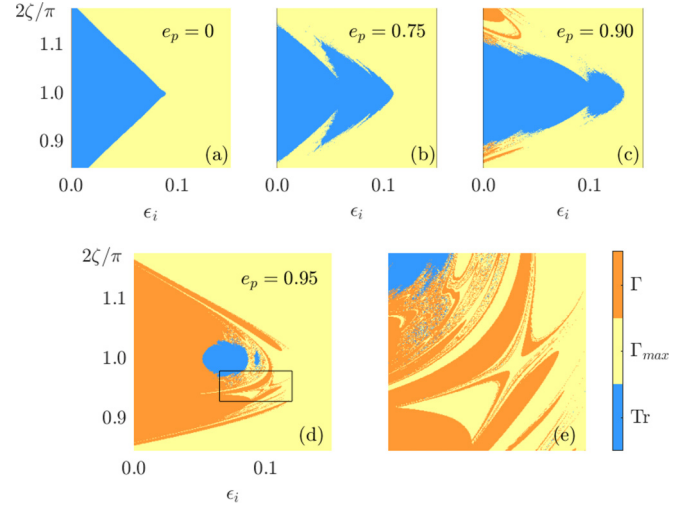 2ζ/π
1.1
1.0
0.9
e_p = 0
(a)
0.0
0.1
ϵ_i
e_p = 0.75
(b)
0.0
0.1
ϵ_i
e_p = 0.90
(c)
0.0
0.1
ϵ_i
2ζ/π
1.1
1.0
0.9
e_p = 0.95
(d)
0.0
0.1
ϵ_i
(e)
Γ
Γ_max
Tr